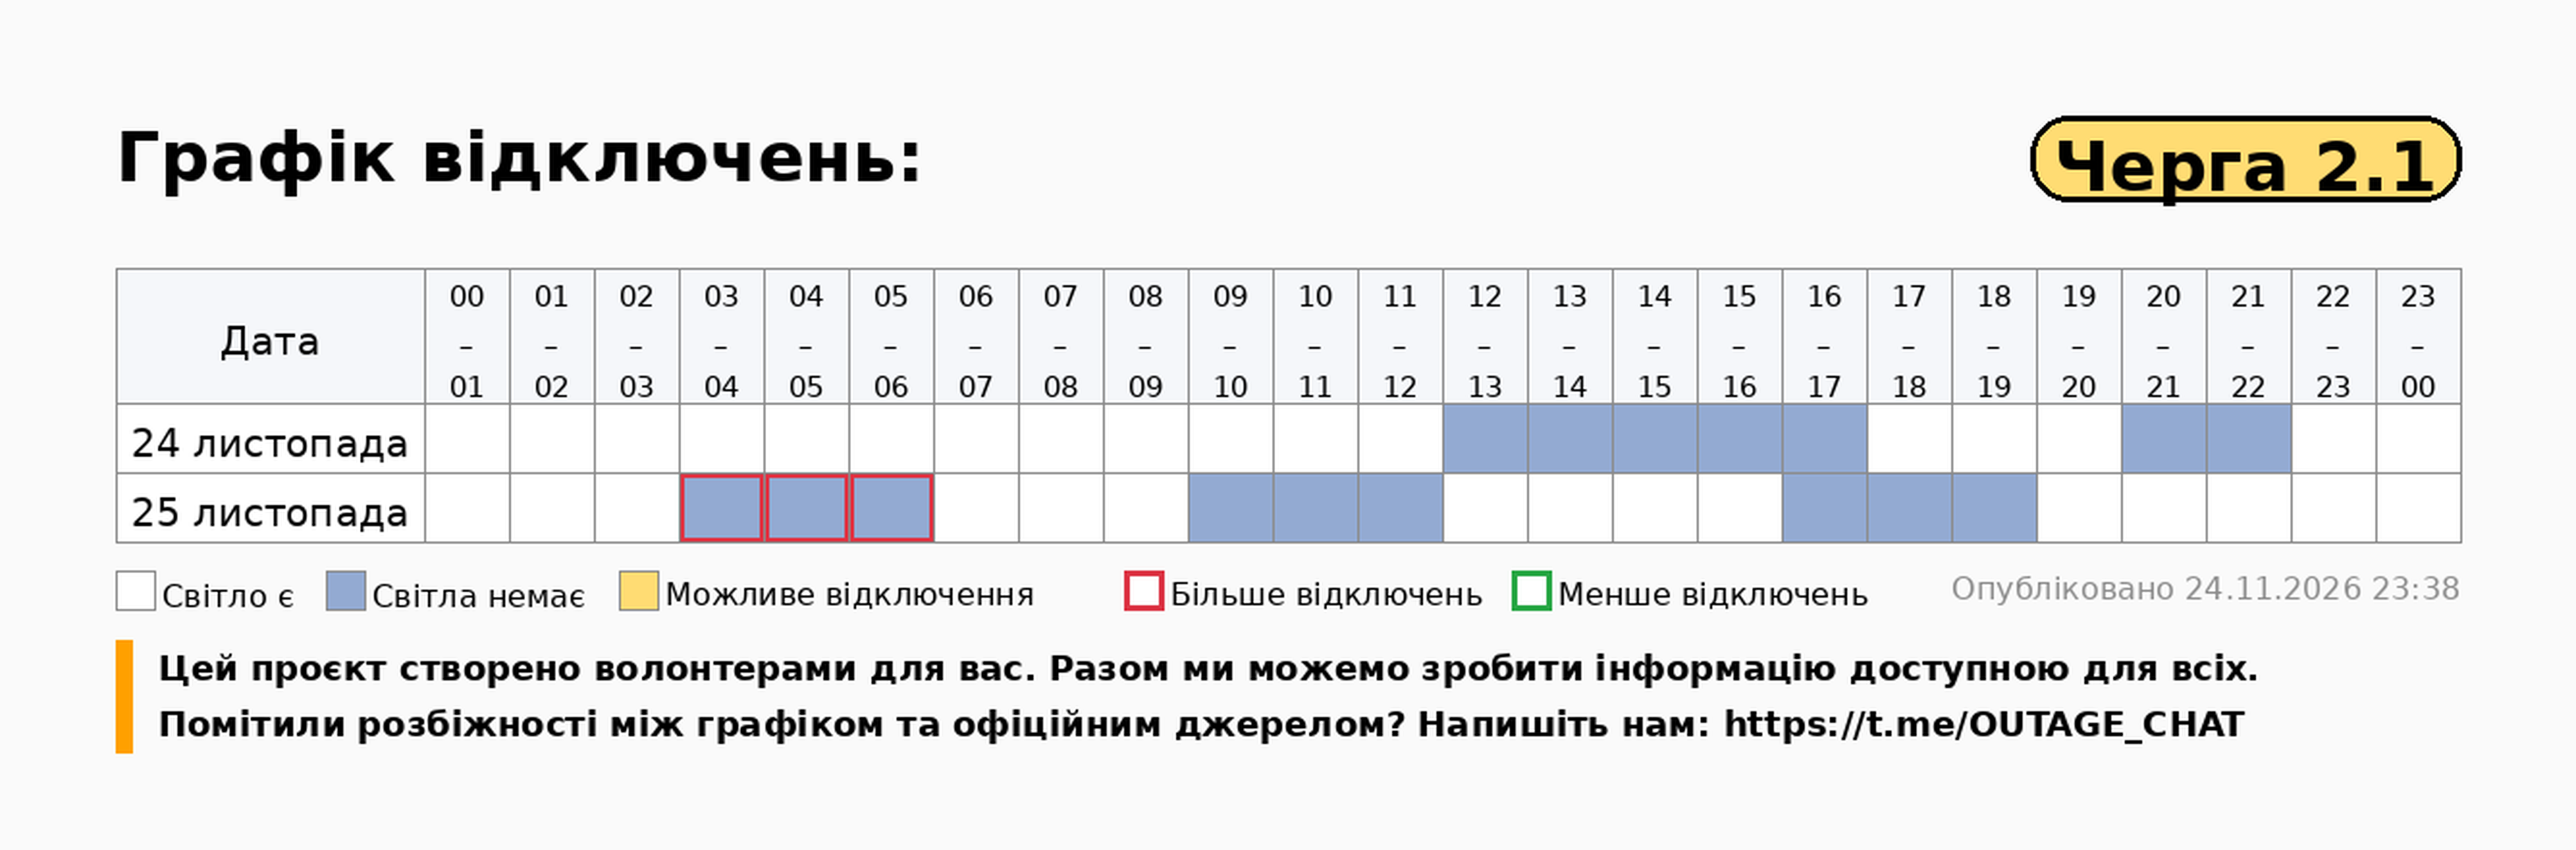 Графік відключень:
Черга 2.1
Дата
00 – 01
01 – 02
02 – 03
03 – 04
04 – 05
05 – 06
06 – 07
07 – 08
08 – 09
09 – 10
10 – 11
11 – 12
12 – 13
13 – 14
14 – 15
15 – 16
16 – 17
17 – 18
18 – 19
19 – 20
20 – 21
21 – 22
22 – 23
23 – 00
24 листопада
25 листопада
Світло є
Світла немає
Можливе відключення
Більше відключень
Менше відключень
Опубліковано 24.11.2026 23:38
Цей проєкт створено волонтерами для вас. Разом ми можемо зробити інформацію доступною для всіх.
Помітили розбіжності між графіком та офіційним джерелом? Напишіть нам: https://t.me/OUTAGE_CHAT